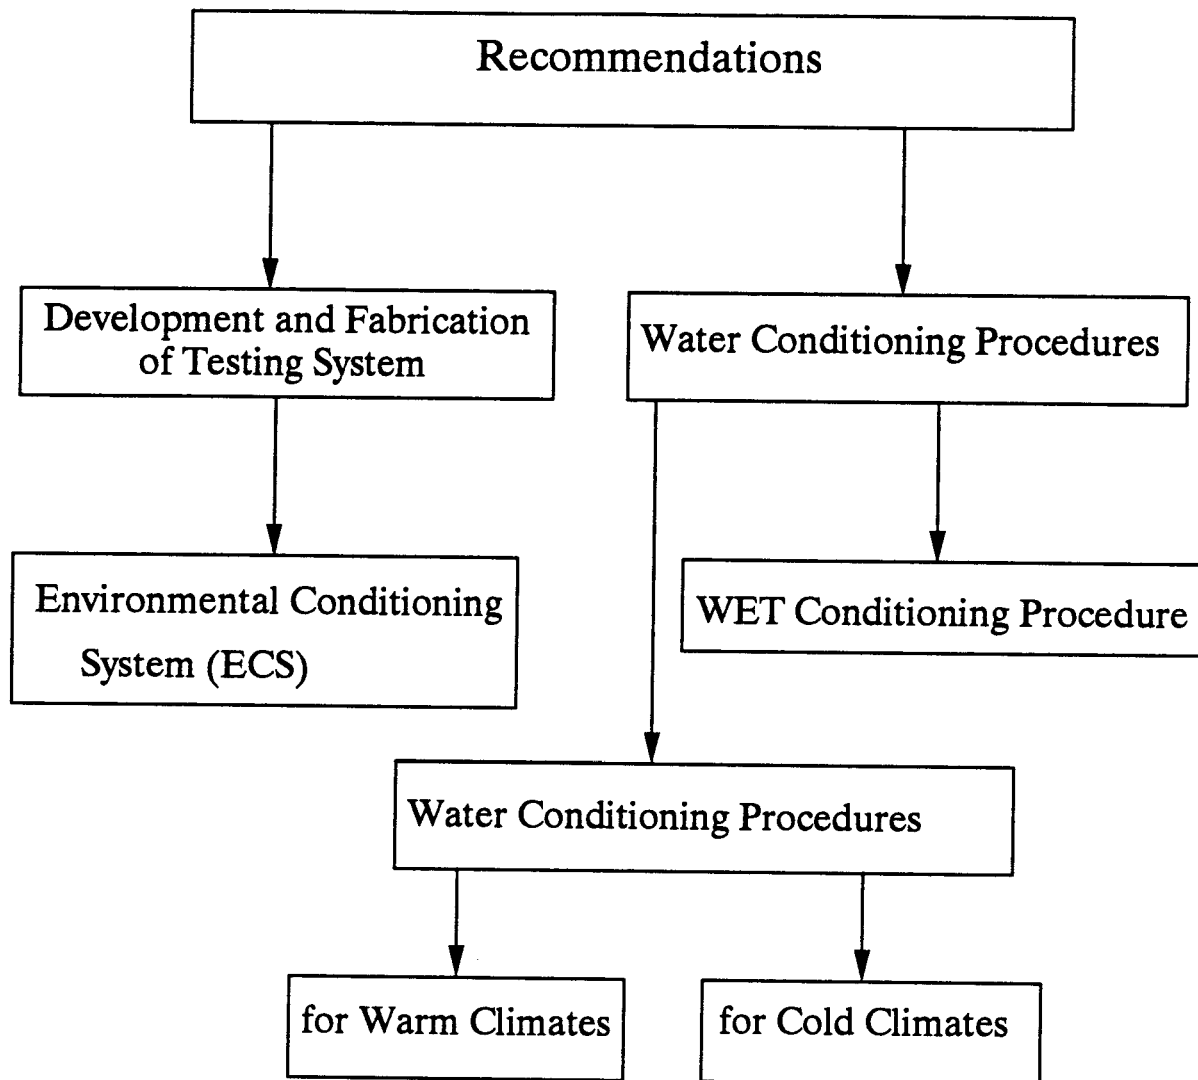 Recommendations
Development and Fabrication
of Testing System
Water Conditioning Procedures
Environmental Conditioning
System (ECS)
WET Conditioning Procedure
Water Conditioning Procedures
for Warm Climates
for Cold Climates